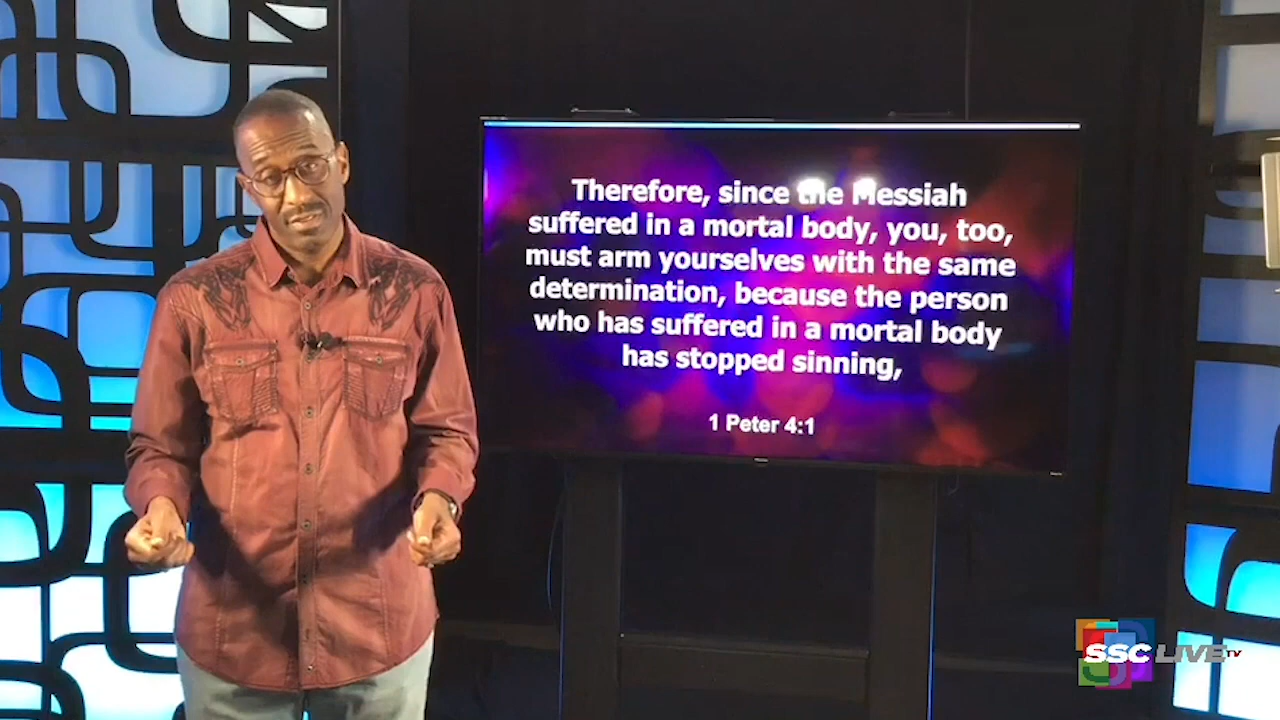 Therefore, since the Messiah
suffered in a mortal body, you, too,
must arm yourselves with the same
determination, because the person
who has suffered in a mortal body
has stopped sinning,
1 Peter 4:1
SSC LIVE TV